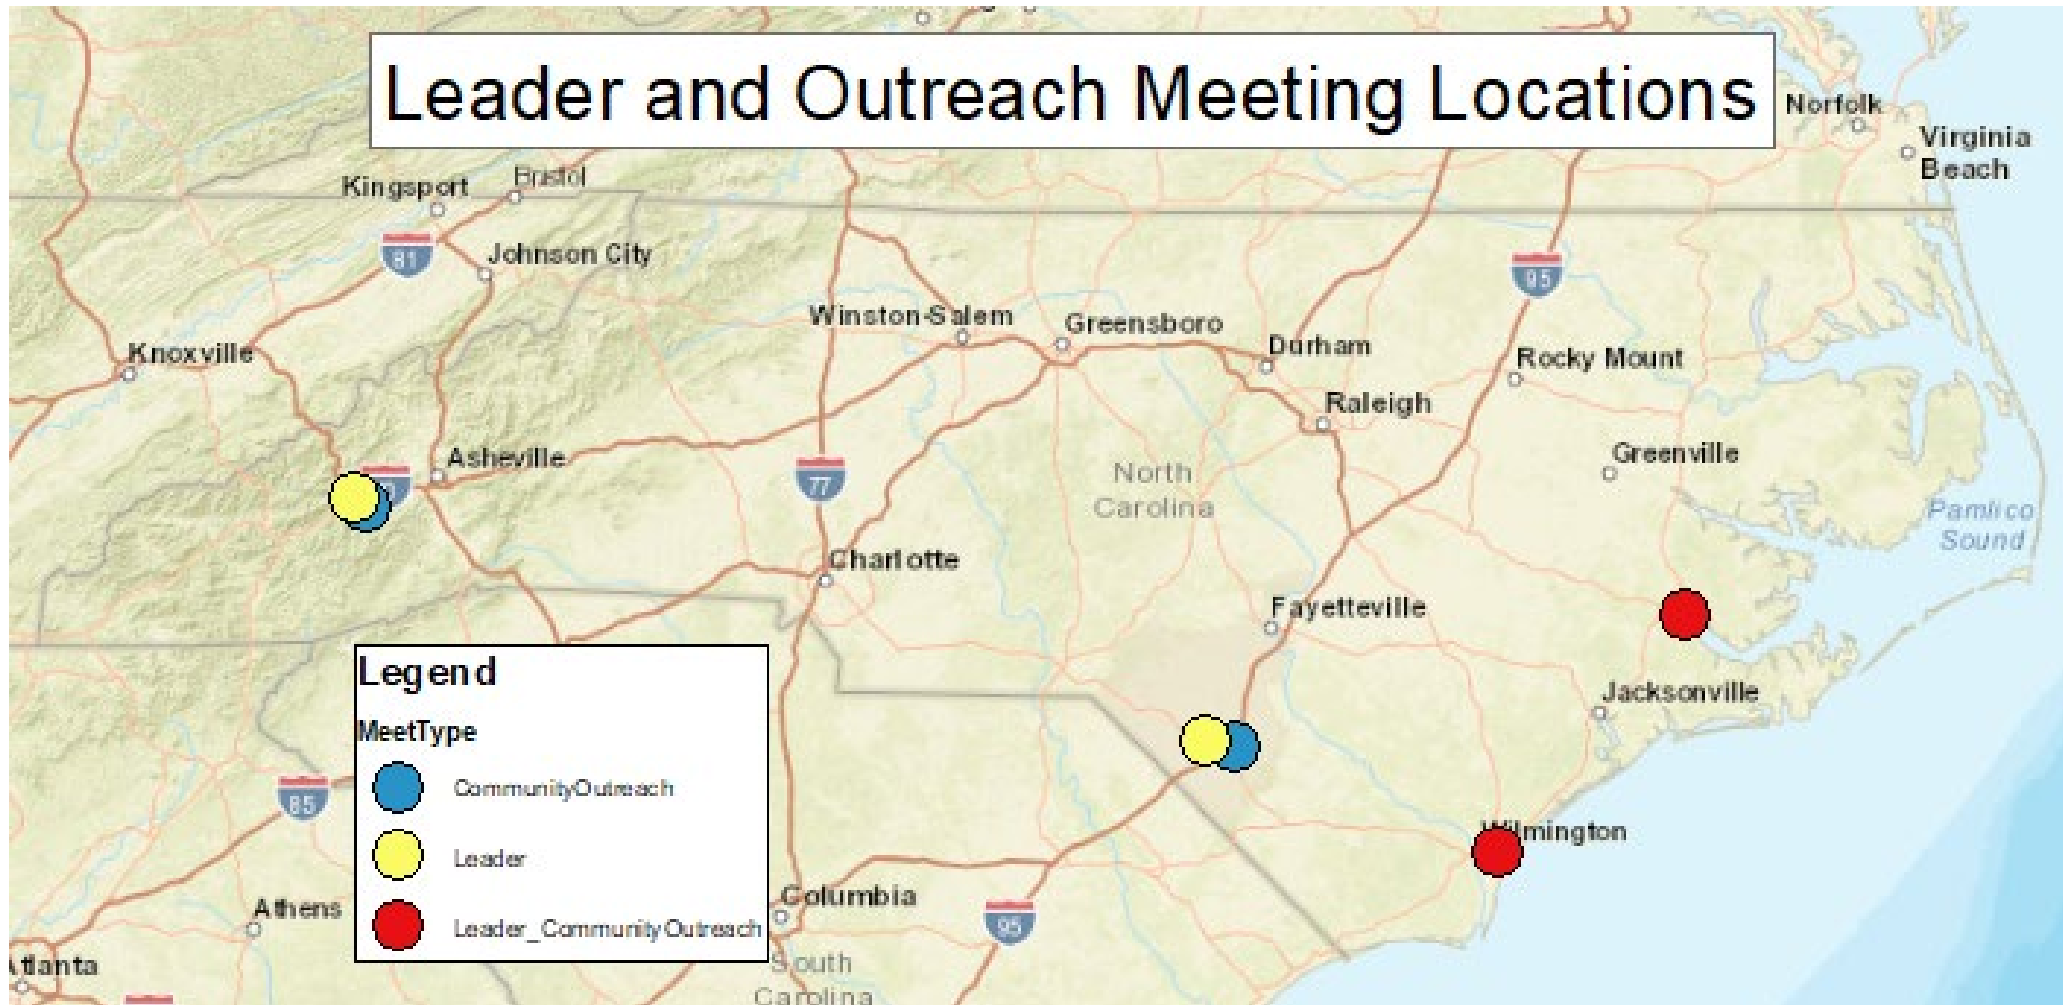 Leader and Outreach Meeting Locations
Norfolk
Virginia
Beach
Kingsport
Bristol
81
Johnson City
95
Winston-Salem
Greensboro
Durham
Knoxville
Rocky Mount
Raleigh
Asheville
Greenville
77
North
Carolina
Pamlico
Sound
Charlotte
Fayetteville
Jacksonville
Legend
MeetType
CommunityOutreach
Leader
Leader_CommunityOutreach
85
Wilmington
Columbia
95
Athens
Atlanta
South
Carolina